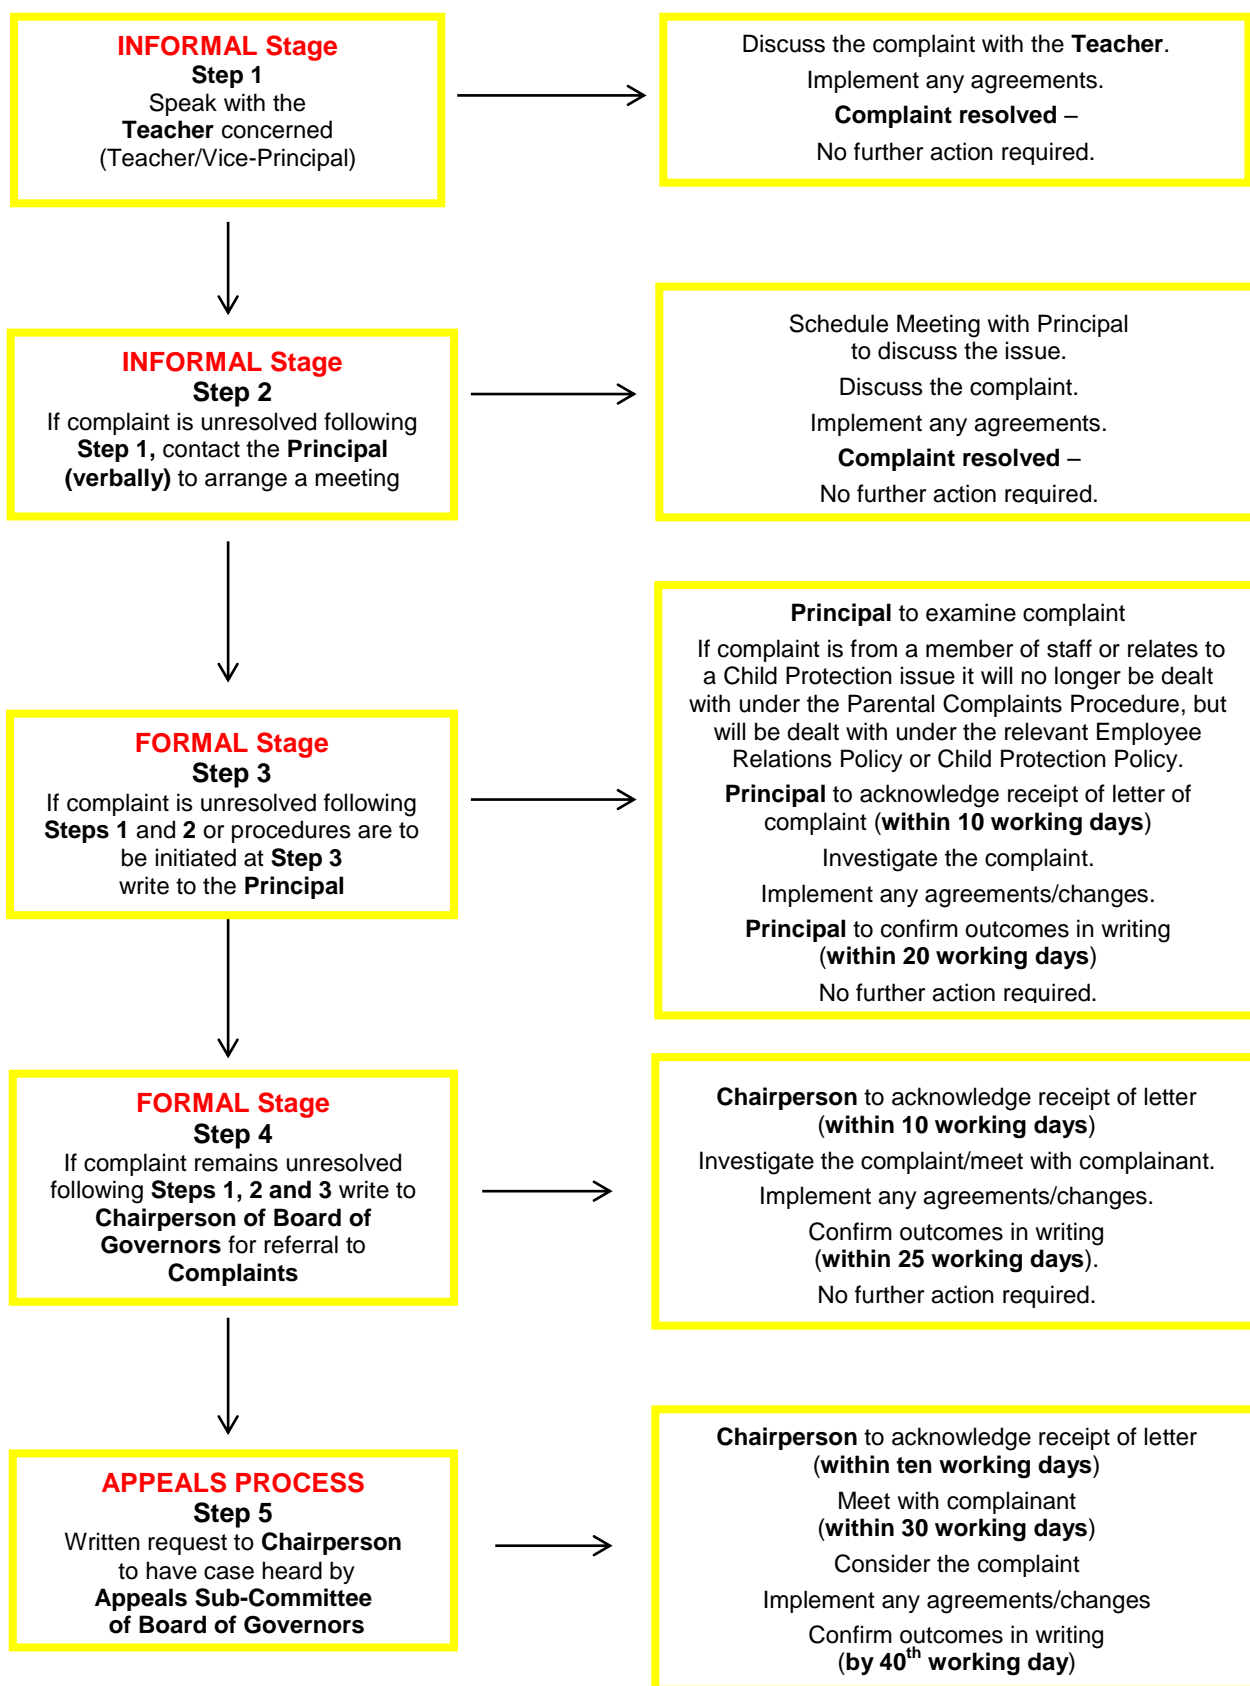 INFORMAL Stage
Step 1
Speak with the
Teacher concerned
(Teacher/Vice-Principal)
Discuss the complaint with the Teacher.
Implement any agreements.
Complaint resolved –
No further action required.
INFORMAL Stage
Step 2
If complaint is unresolved following
Step 1, contact the Principal
(verbally) to arrange a meeting
Schedule Meeting with Principal
to discuss the issue.
Discuss the complaint.
Implement any agreements.
Complaint resolved –
No further action required.
FORMAL Stage
Step 3
If complaint is unresolved following
Steps 1 and 2 or procedures are to
be initiated at Step 3
write to the Principal
Principal to examine complaint
If complaint is from a member of staff or relates to
a Child Protection issue it will no longer be dealt
with under the Parental Complaints Procedure, but
will be dealt with under the relevant Employee
Relations Policy or Child Protection Policy.
Principal to acknowledge receipt of letter of
complaint (within 10 working days)
Investigate the complaint.
Implement any agreements/changes.
Principal to confirm outcomes in writing
(within 20 working days)
No further action required.
FORMAL Stage
Step 4
If complaint remains unresolved
following Steps 1, 2 and 3 write to
Chairperson of Board of
Governors for referral to
Complaints
Chairperson to acknowledge receipt of letter
(within 10 working days)
Investigate the complaint/meet with complainant.
Implement any agreements/changes.
Confirm outcomes in writing
(within 25 working days).
No further action required.
APPEALS PROCESS
Step 5
Written request to Chairperson
to have case heard by
Appeals Sub-Committee
of Board of Governors
Chairperson to acknowledge receipt of letter
(within ten working days)
Meet with complainant
(within 30 working days)
Consider the complaint
Implement any agreements/changes
Confirm outcomes in writing
(by 40th working day)